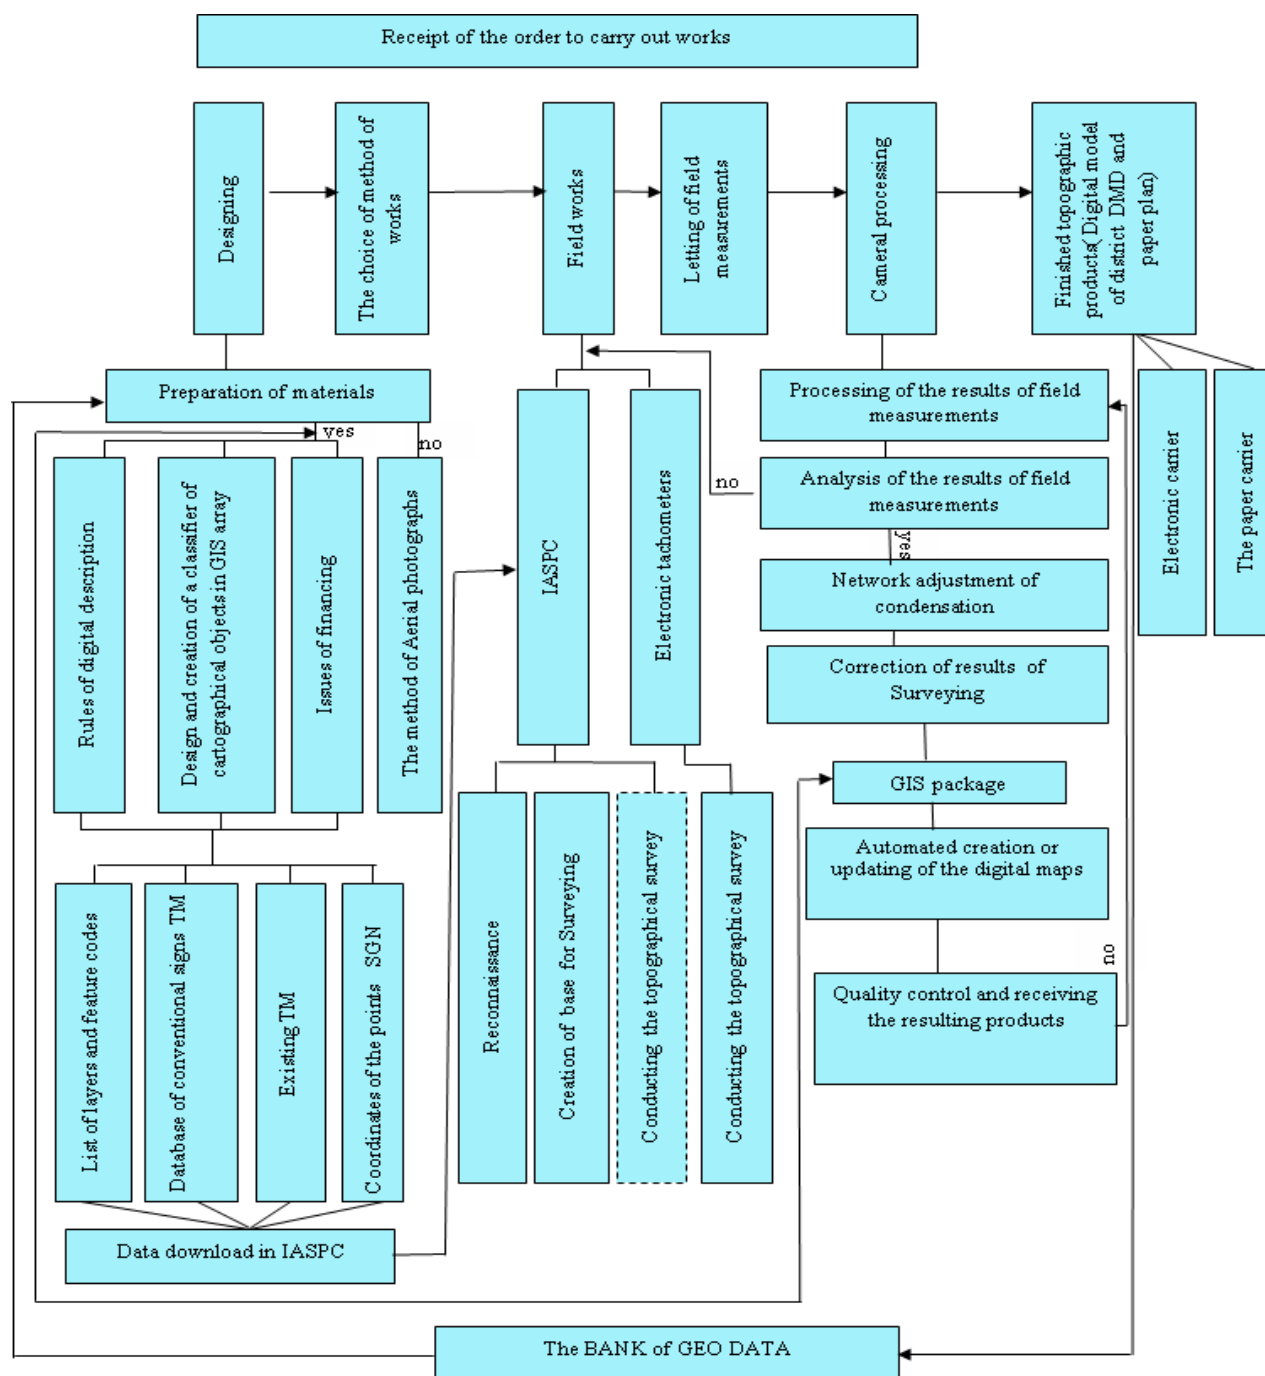 Receipt of the order to carry out works
Designing
The choice of method of
works
Field works
Letting of field
measurements
Cameral processing
Finished topographic
products( Digital model
of district DMD and
paper plan)
Preparation of materials
yes
no
Rules of digital description
Design and creation of a classifier of
cartographical objects in GIS array
Issues of financing
The method of Aerial photographs
IASPC
Electronic tachometers
Processing of the results of field
measurements
no
Analysis of the results of field
measurements
yes
Network adjustment of
condensation
Correction of results of
Surveying
GIS package
Automated creation or
updating of the digital maps
no
Quality control and receiving
the resulting products
Electronic carrier
The paper carrier
List of layers and feature codes
Database of conventional signs TM
Existing TM
Coordinates of the points SGN
Reconnaissance
Creation of base for Surveying
Conducting the topographical survey
Conducting the topographical survey
Data download in IASPC
The BANK of GEO DATA